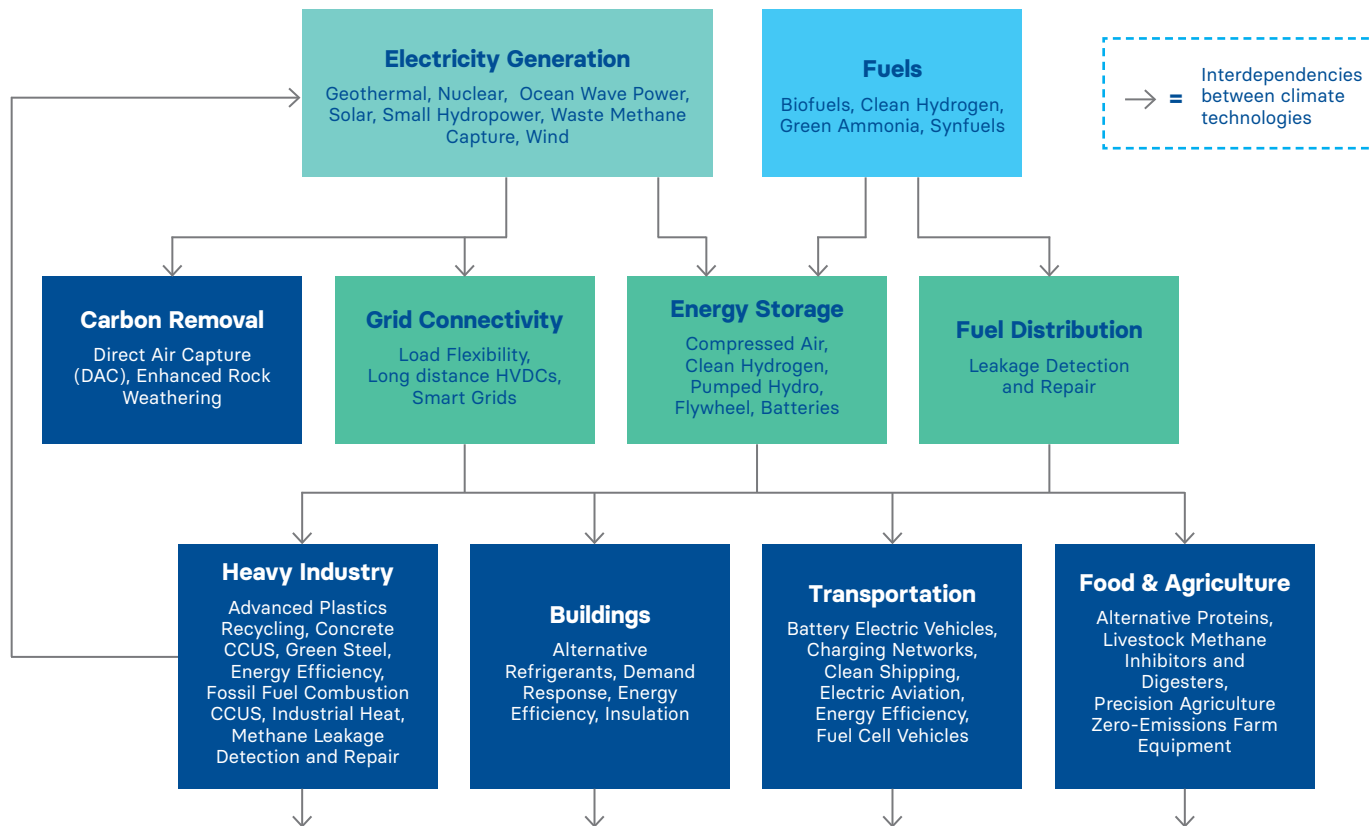 Electricity Generation
Geothermal, Nuclear, Ocean Wave Power,
Solar, Small Hydropower, Waste Methane
Capture, Wind
Fuels
Biofuels, Clean Hydrogen,
Green Ammonia, Synfuels
=
Interdependencies
between climate
technologies
Carbon Removal
Direct Air Capture
(DAC), Enhanced Rock
Weathering
Grid Connectivity
Load Flexibility,
Long distance HVDCs,
Smart Grids
Energy Storage
Compressed Air,
Clean Hydrogen,
Pumped Hydro,
Flywheel, Batteries
Fuel Distribution
Leakage Detection
and Repair
Heavy Industry
Advanced Plastics
Recycling, Concrete
CCUS, Green Steel,
Energy Efficiency,
Fossil Fuel Combustion
CCUS, Industrial Heat,
Methane Leakage
Detection and Repair
Buildings
Alternative
Refrigerants, Demand
Response, Energy
Efficiency, Insulation
Transportation
Battery Electric Vehicles,
Charging Networks,
Clean Shipping,
Electric Aviation,
Energy Efficiency,
Fuel Cell Vehicles
Food & Agriculture
Alternative Proteins,
Livestock Methane
Inhibitors and
Digesters,
Precision Agriculture
Zero-Emissions Farm
Equipment